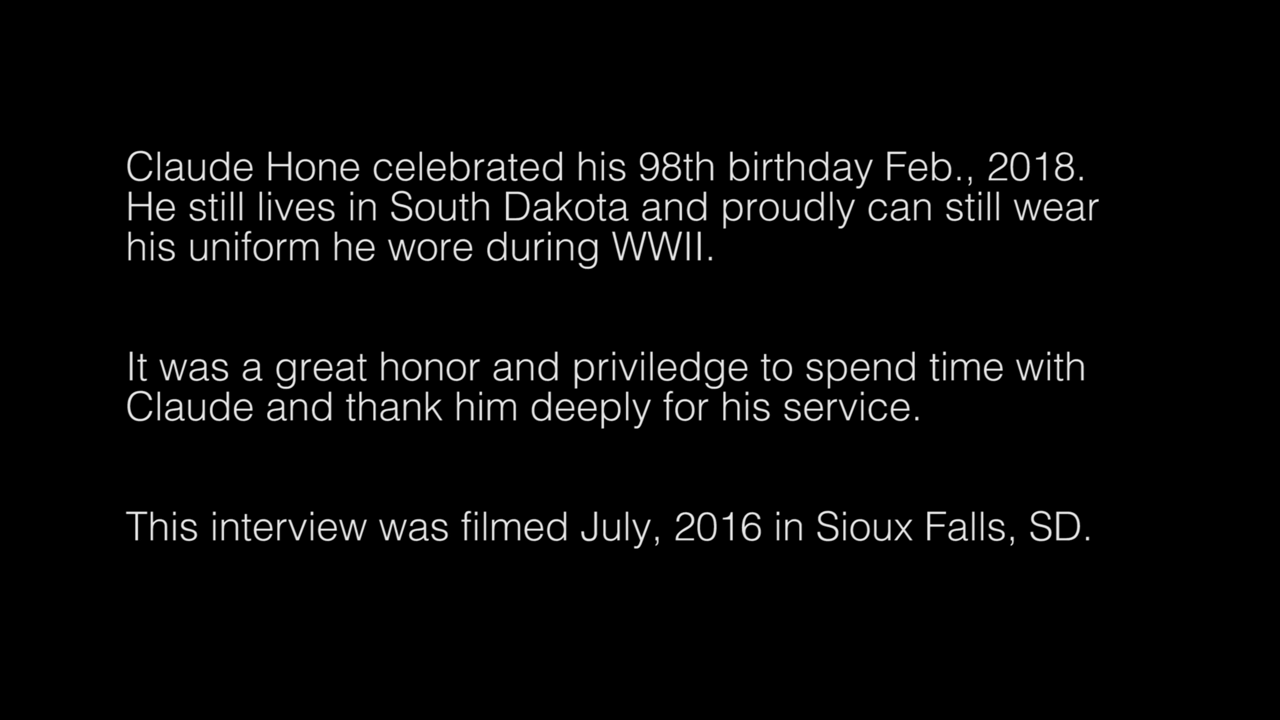 Claude Hone celebrated his 98th birthday Feb., 2018.
He still lives in South Dakota and proudly can still wear
his uniform he wore during WWII.
It was a great honor and priviledge to spend time with
Claude and thank him deeply for his service.
This interview was filmed July, 2016 in Sioux Falls, SD.